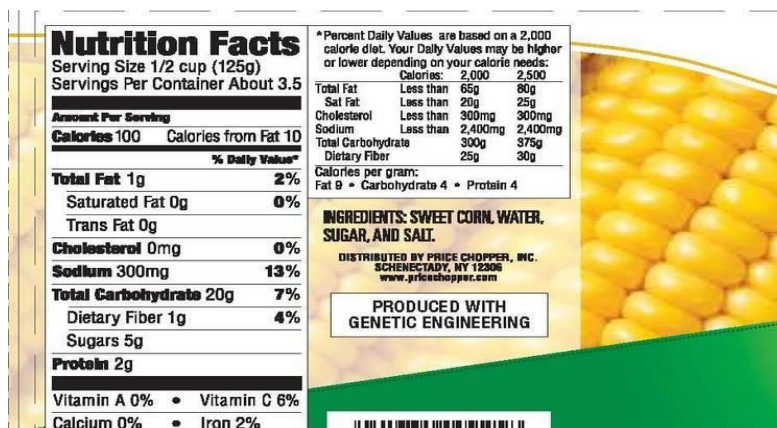 Nutrition Facts
Serving Size 1/2 cup (125g)
Servings Per Container About 3.5
Amount Per Serving
Calories 100 Calories from Fat 10
% Daily Value*
Total Fat 1g 2%
Saturated Fat 0g 0%
Trans Fat 0g
Cholesterol 0mg 0%
Sodium 300mg 13%
Total Carbohydrate 20g 7%
Dietary Fiber 1g 4%
Sugars 5g
Protein 2g
Vitamin A 0% • Vitamin C 6%
Calcium 0% • Iron 2%
*Percent Daily Values are based on a 2,000
calorie diet. Your Daily Values may be higher
or lower depending on your calorie needs:
Calories: 2,000 2,500
Total Fat Less than 65g 80g
Sat Fat Less than 20g 25g
Cholesterol Less than 300mg 300mg
Sodium Less than 2,400mg 2,400mg
Total Carbohydrate 300g 375g
Dietary Fiber 25g 30g
Calories per gram:
Fat 9 • Carbohydrate 4 • Protein 4
INGREDIENTS: SWEET CORN, WATER,
SUGAR, AND SALT.
DISTRIBUTED BY PRICE CHOPPER, INC.
SCHENECTADY, NY 12306
www.pricechopper.com
PRODUCED WITH
GENETIC ENGINEERING